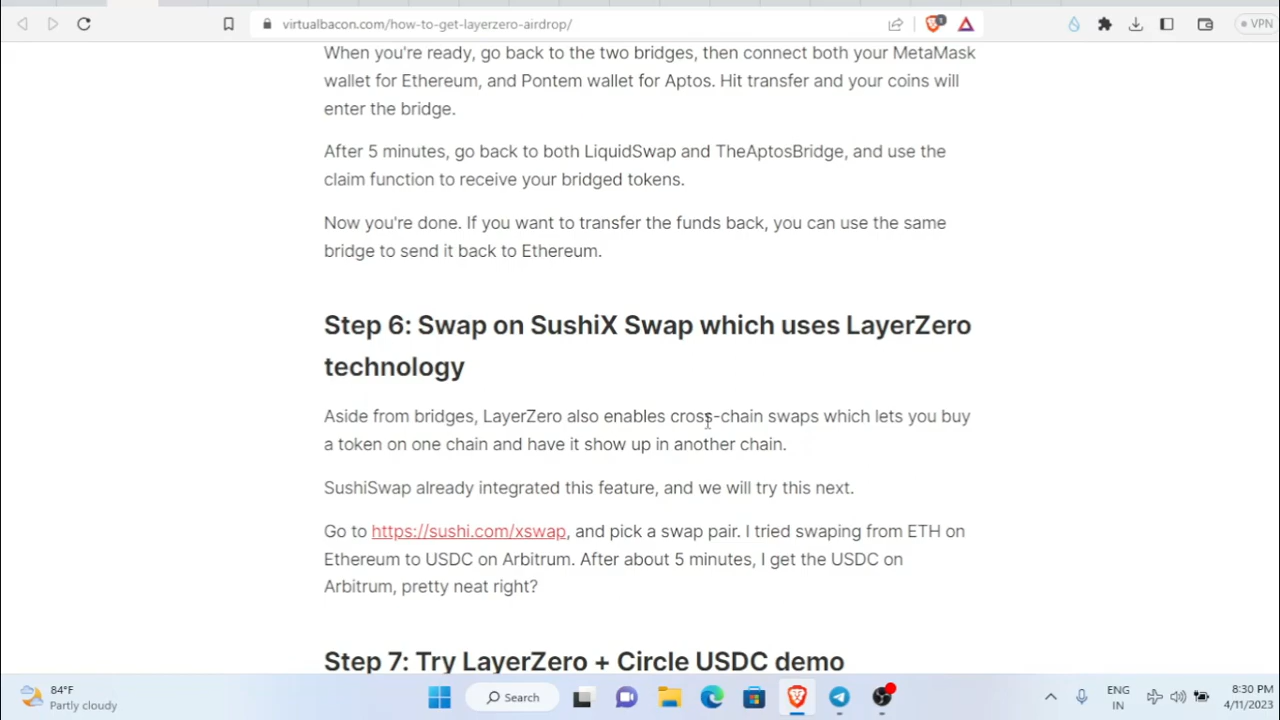 virtualbacon.com/how-to-get-layerzero-airdrop/
1
VPN
When you're ready, go back to the two bridges, then connect both your MetaMask
wallet for Ethereum, and Pontem wallet for Aptos. Hit transfer and your coins will
enter the bridge.
After 5 minutes, go back to both LiquidSwap and TheAptosBridge, and use the
claim function to receive your bridged tokens.
Now you're done. If you want to transfer the funds back, you can use the same
bridge to send it back to Ethereum.
Step 6: Swap on SushiX Swap which uses LayerZero
technology
Aside from bridges, LayerZero also enables cross-chain swaps which lets you buy
a token on one chain and have it show up in another chain.
SushiSwap already integrated this feature, and we will try this next.
Go to https://sushi.com/xswap, and pick a swap pair. I tried swaping from ETH on
Ethereum to USDC on Arbitrum. After about 5 minutes, I get the USDC on
Arbitrum, pretty neat right?
Step 7: Try LayerZero + Circle USDC demo
84°F
Partly cloudy
Search
ENG
IN
8:30 PM
4/11/2023